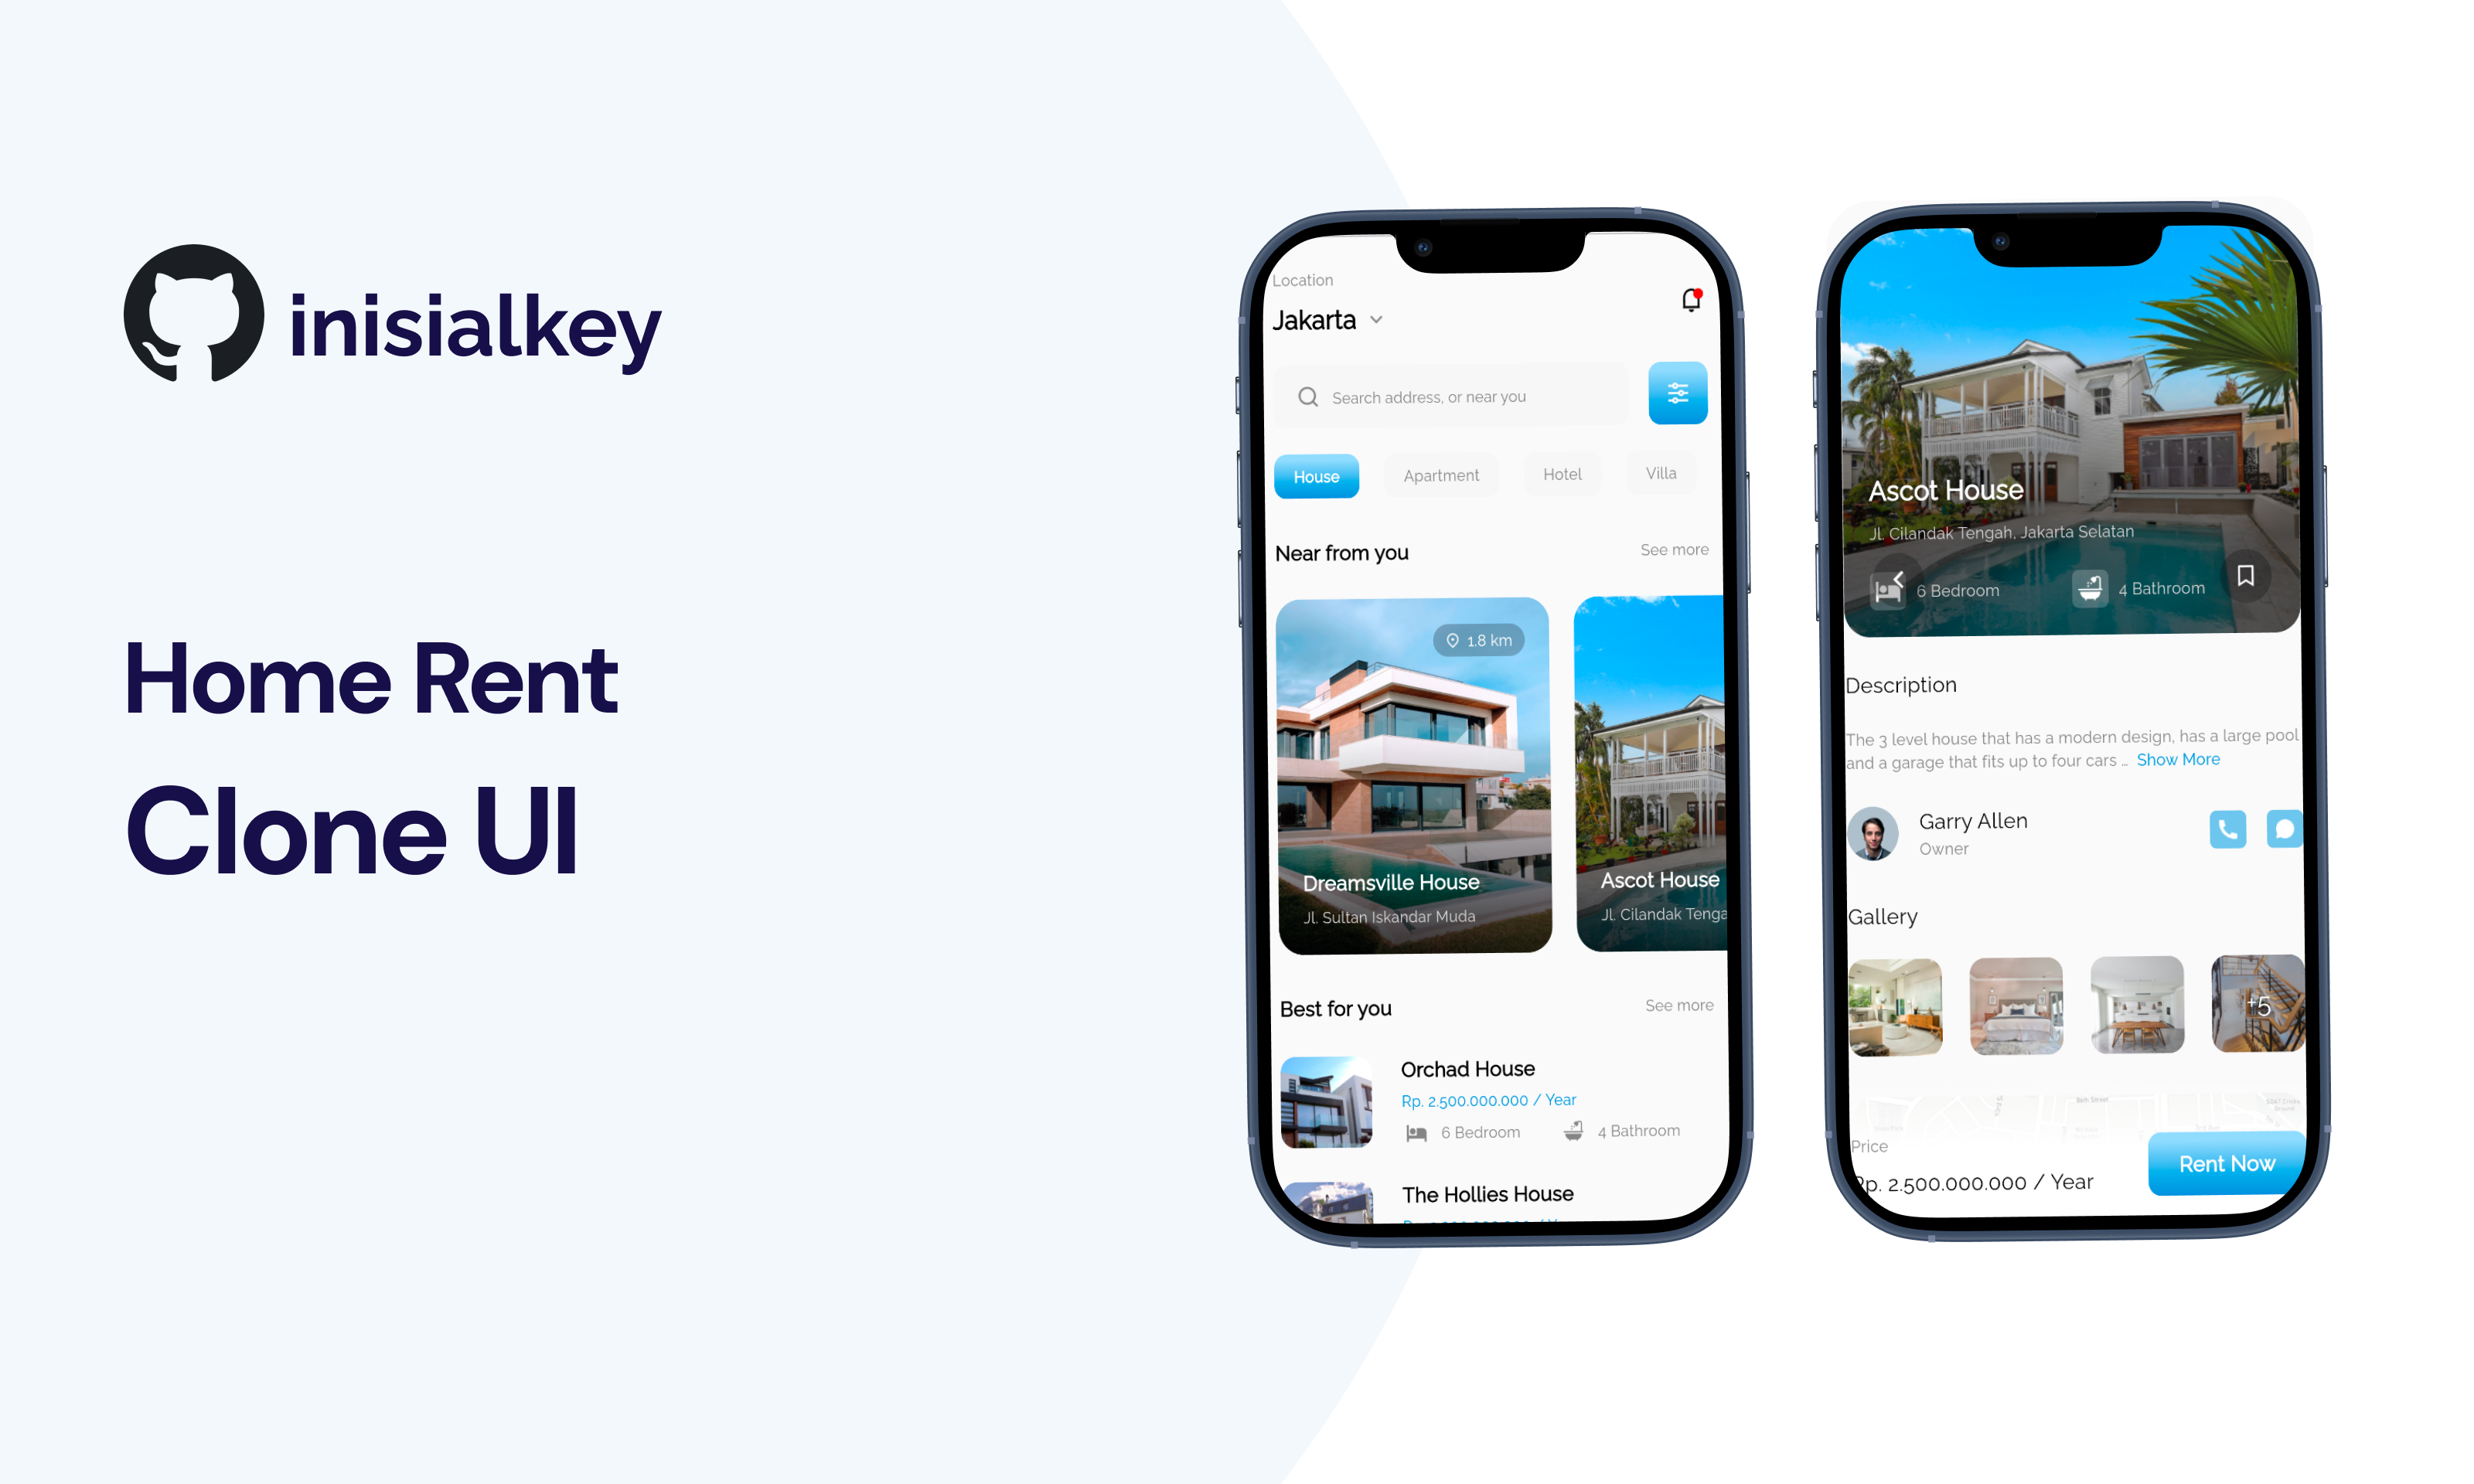 inisialkey
Home Rent
Clone UI
Location
Jakarta
Search address, or near you
House
Apartment
Hotel
Villa
Near from you
See more
1.8 km
Dreamsville House
Jl. Sultan Iskandar Muda
Ascot House
Jl. Cilandak Tenga
Best for you
See more
Orchad House
Rp. 2.500.000.000 / Year
6 Bedroom
4 Bathroom
The Hollies House
Ascot House
Jl. Cilandak Tengah, Jakarta Selatan
6 Bedroom
4 Bathroom
Description
The 3 level house that has a modern design, has a large pool
and a garage that fits up to four cars ... Show More
Garry Allen
Owner
Gallery
+5
Price
Rp. 2.500.000.000 / Year
Rent Now